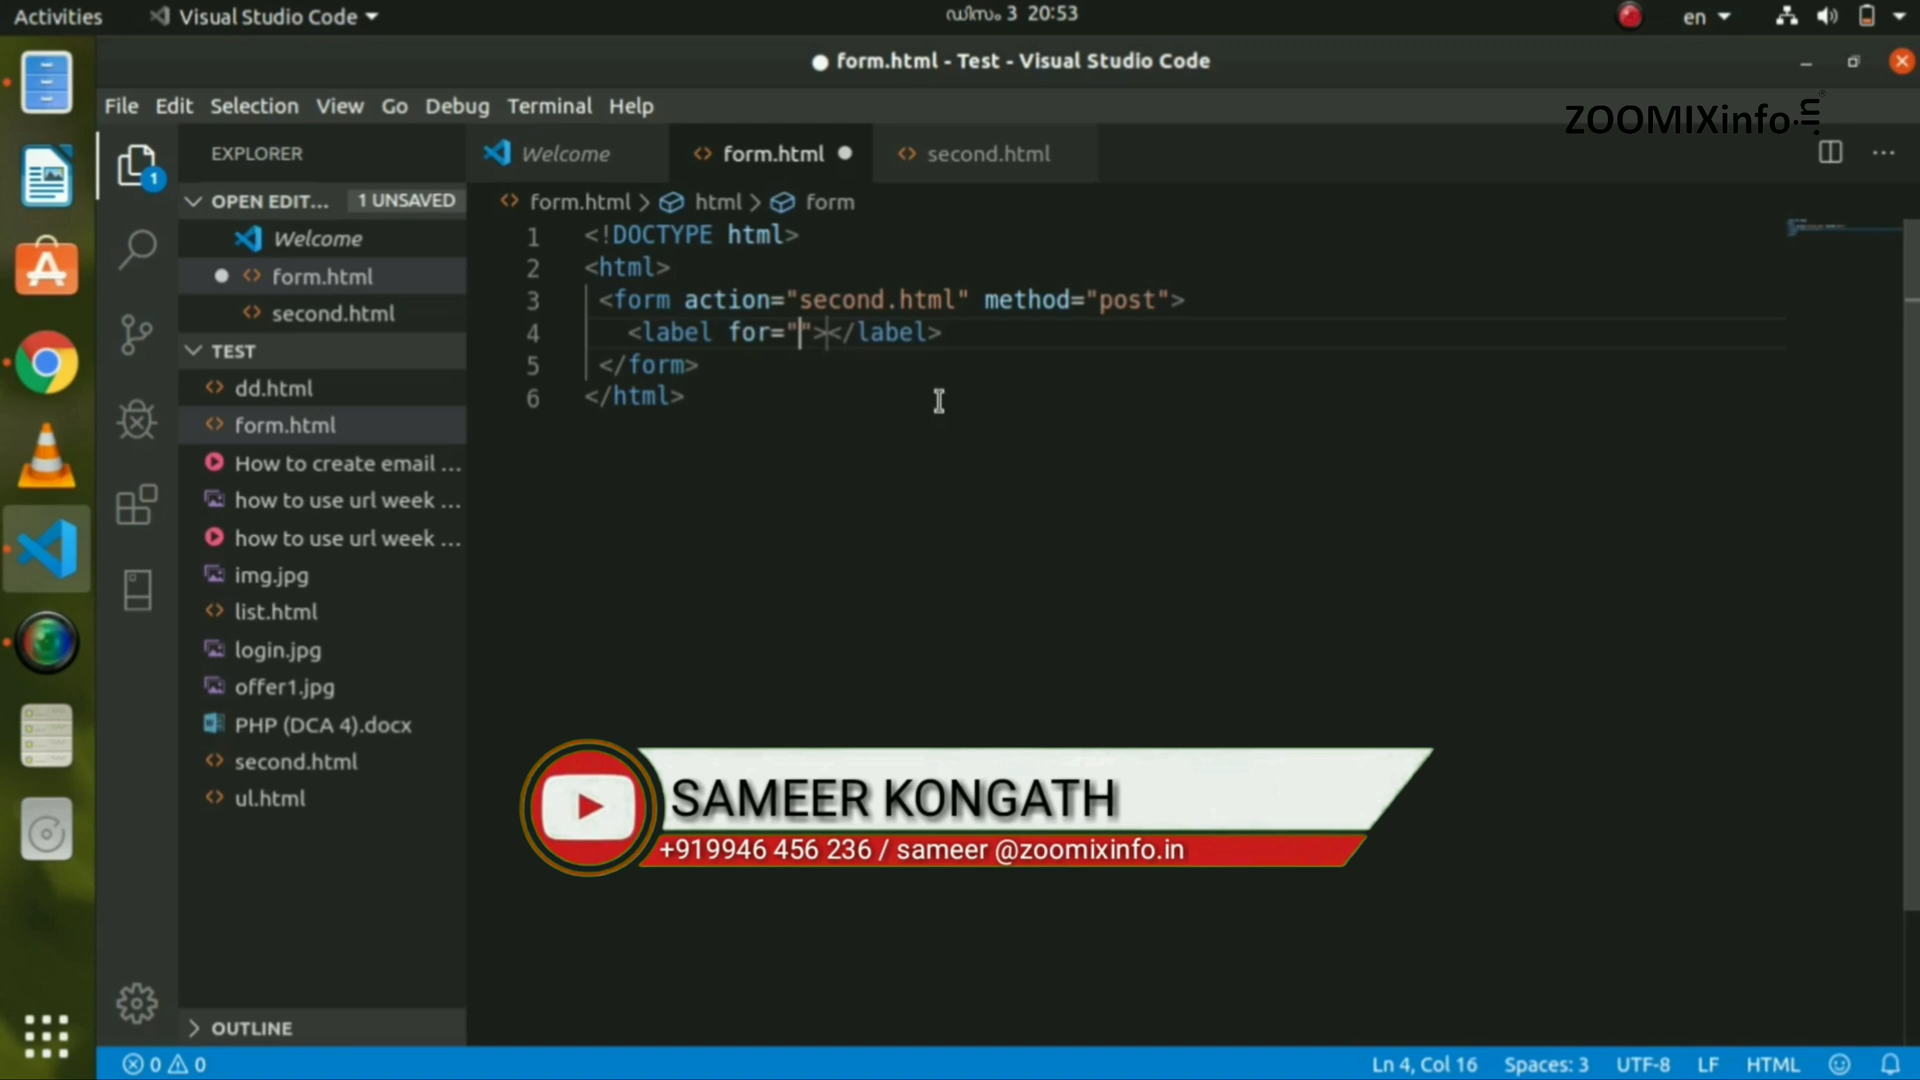 Activities
Visual Studio Code
ഡിസം 3 20:53
en
form.html - Test - Visual Studio Code
File Edit Selection View Go Debug Terminal Help
ZOOMIXinfo.in
EXPLORER
1
OPEN EDIT...
1 UNSAVED
Welcome
form.html
second.html
TEST
dd.html
form.html
How to create email ...
how to use url week ...
how to use url week ...
img.jpg
list.html
login.jpg
offer1.jpg
PHP (DCA 4).docx
second.html
ul.html
OUTLINE
Welcome
form.html
second.html
form.html > html > form
1 <!DOCTYPE html>
2 <html>
3 <form action="second.html" method="post">
4 <label for=""></label>
5 </form>
6 </html>
SAMEER KONGATH
+919946 456 236 / sameer @zoomixinfo.in
0 0
Ln 4, Col 16 Spaces: 3 UTF-8 LF HTML